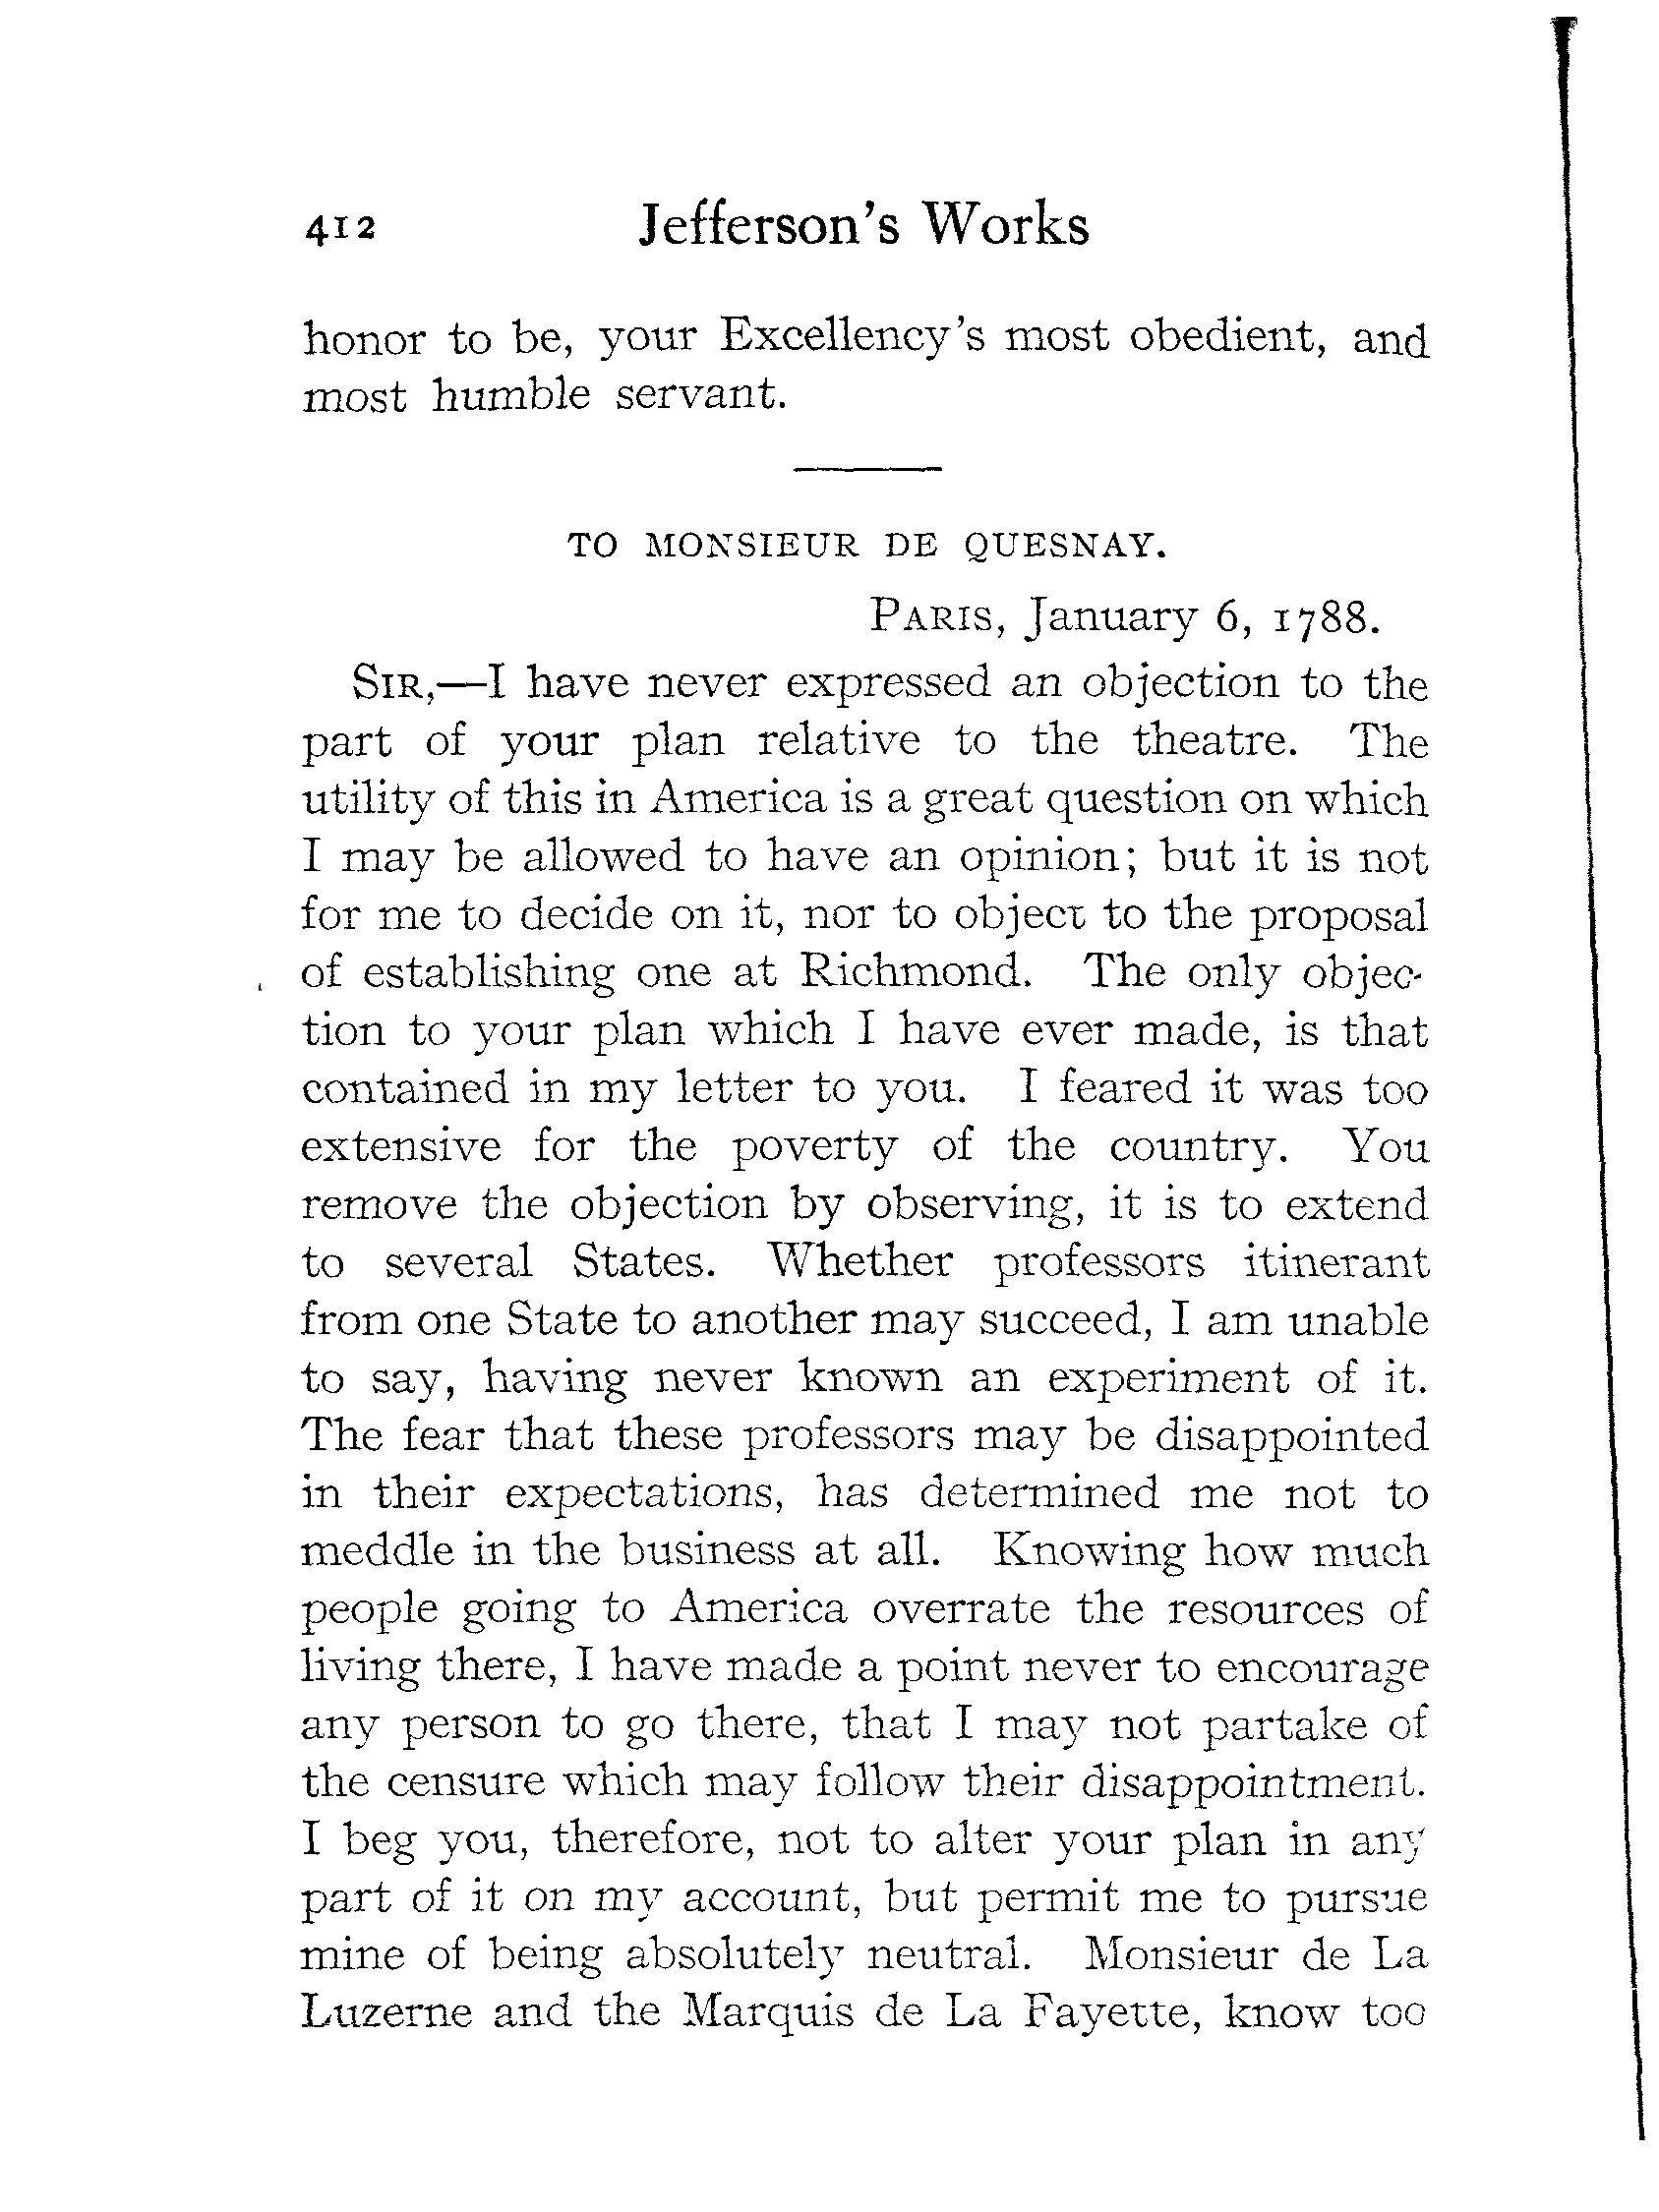 412 Jefferson's Works
honor to be, your Excellency's most obedient, and
most humble servant.
TO MONSIEUR DE QUESNAY.
PARIS, January 6, 1788.
SIR,—I have never expressed an objection to the
part of your plan relative to the theatre. The
utility of this in America is a great question on which
I may be allowed to have an opinion; but it is not
for me to decide on it, nor to object to the proposal
of establishing one at Richmond. The only objec-
tion to your plan which I have ever made, is that
contained in my letter to you. I feared it was too
extensive for the poverty of the country. You
remove the objection by observing, it is to extend
to several States. Whether professors itinerant
from one State to another may succeed, I am unable
to say, having never known an experiment of it.
The fear that these professors may be disappointed
in their expectations, has determined me not to
meddle in the business at all. Knowing how much
people going to America overrate the resources of
living there, I have made a point never to encourage
any person to go there, that I may not partake of
the censure which may follow their disappointment.
I beg you, therefore, not to alter your plan in any
part of it on my account, but permit me to pursue
mine of being absolutely neutral. Monsieur de La
Luzerne and the Marquis de La Fayette, know too